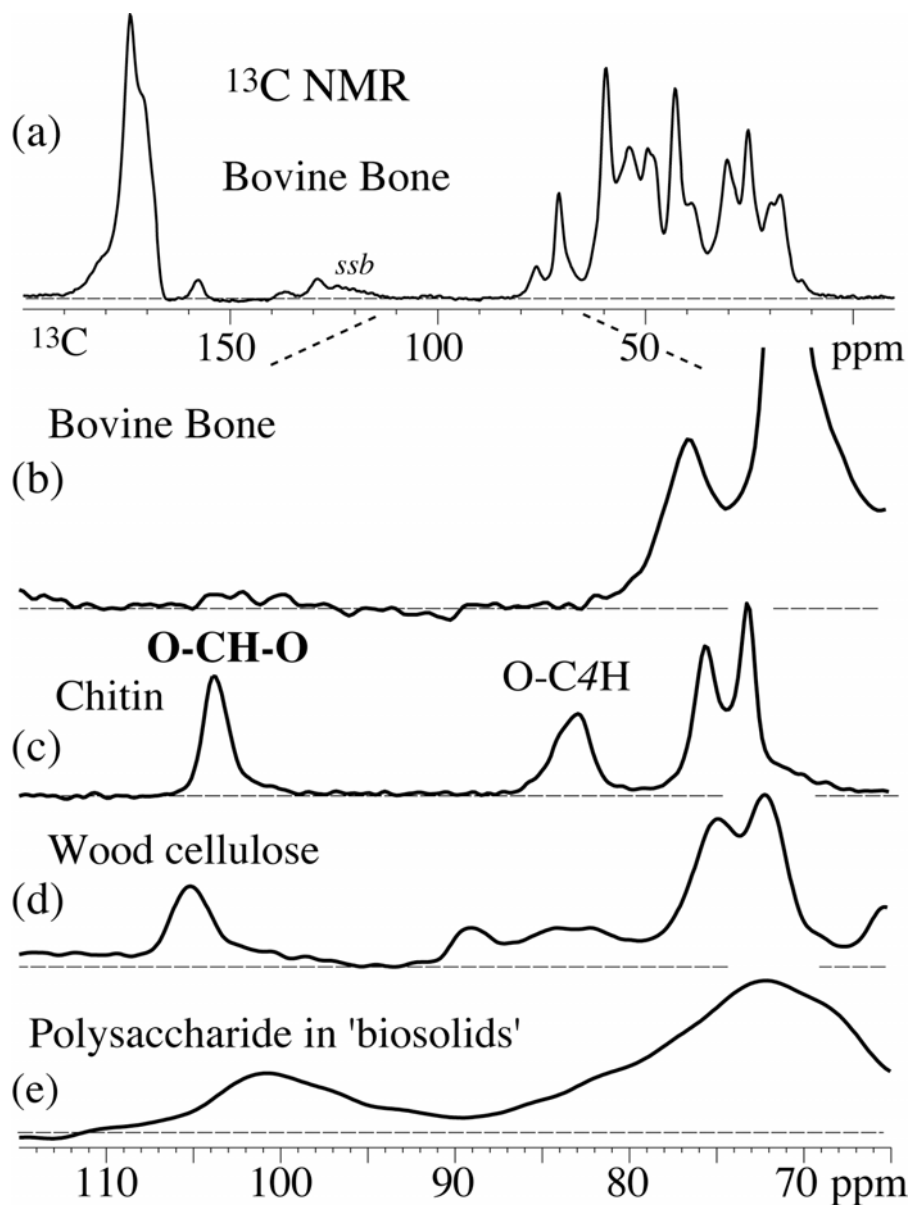 ¹³C NMR
(a)
Bovine Bone
ssb
¹³C 150 100 50 ppm
Bovine Bone
(b)
O-CH-O
O-C4H
Chitin
(c)
Wood cellulose
(d)
Polysaccharide in 'biosolids'
(e)
110 100 90 80 70 ppm